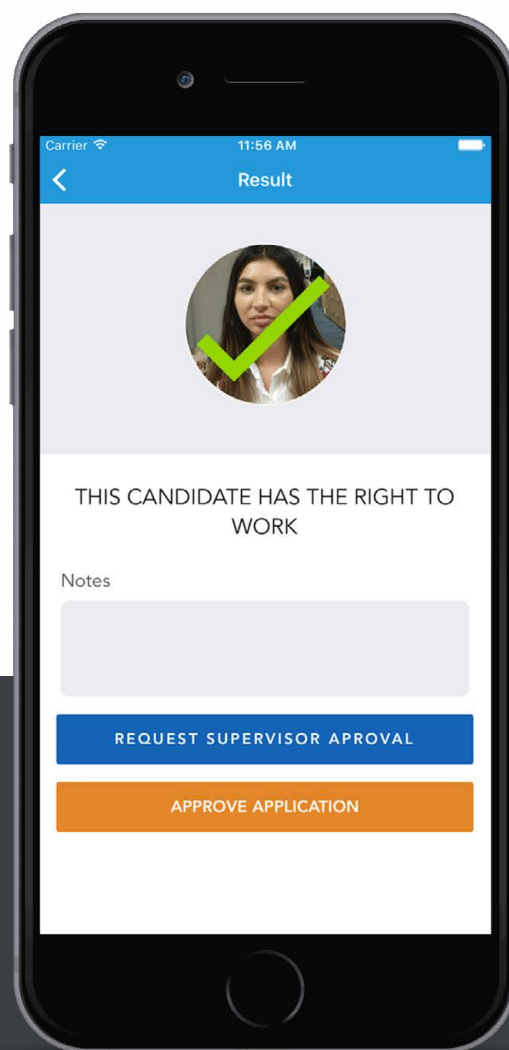 Carrier 11:56 AM
Result
THIS CANDIDATE HAS THE RIGHT TO
WORK
Notes
REQUEST SUPERVISOR APROVAL
APPROVE APPLICATION